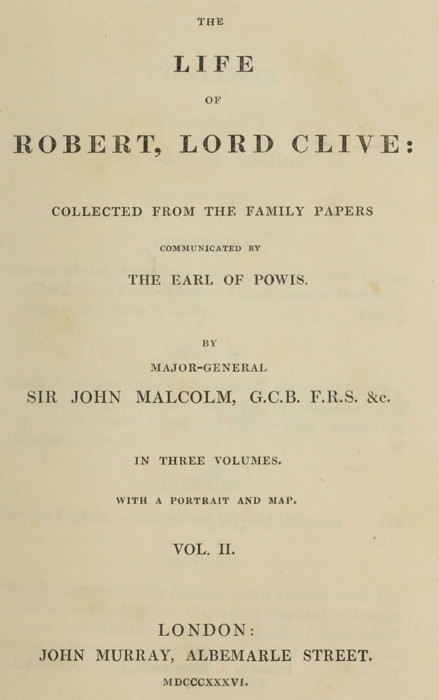 THE
LIFE
OF
ROBERT, LORD CLIVE:
COLLECTED FROM THE FAMILY PAPERS
COMMUNICATED BY
THE EARL OF POWIS.
BY
MAJOR-GENERAL
SIR JOHN MALCOLM, G.C.B. F.R.S. &c.
IN THREE VOLUMES.
WITH A PORTRAIT AND MAP.
VOL. II.
LONDON:
JOHN MURRAY, ALBEMARLE STREET.
MDCCCXXXVI.